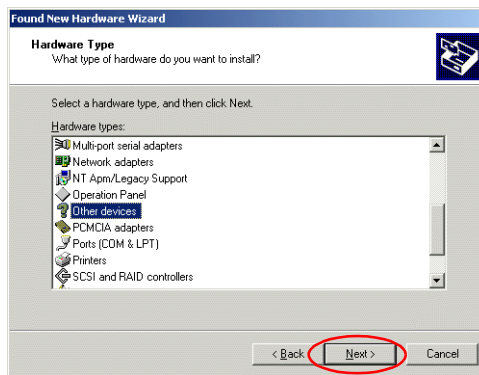 Found New Hardware Wizard
Hardware Type
What type of hardware do you want to install?
Select a hardware type, and then click Next.
Hardware types:
Multi-port serial adapters
Network adapters
NT Apm/Legacy Support
Operation Panel
Other devices
PCMCIA adapters
Ports (COM & LPT)
Printers
SCSI and RAID controllers
< Back
Next >
Cancel